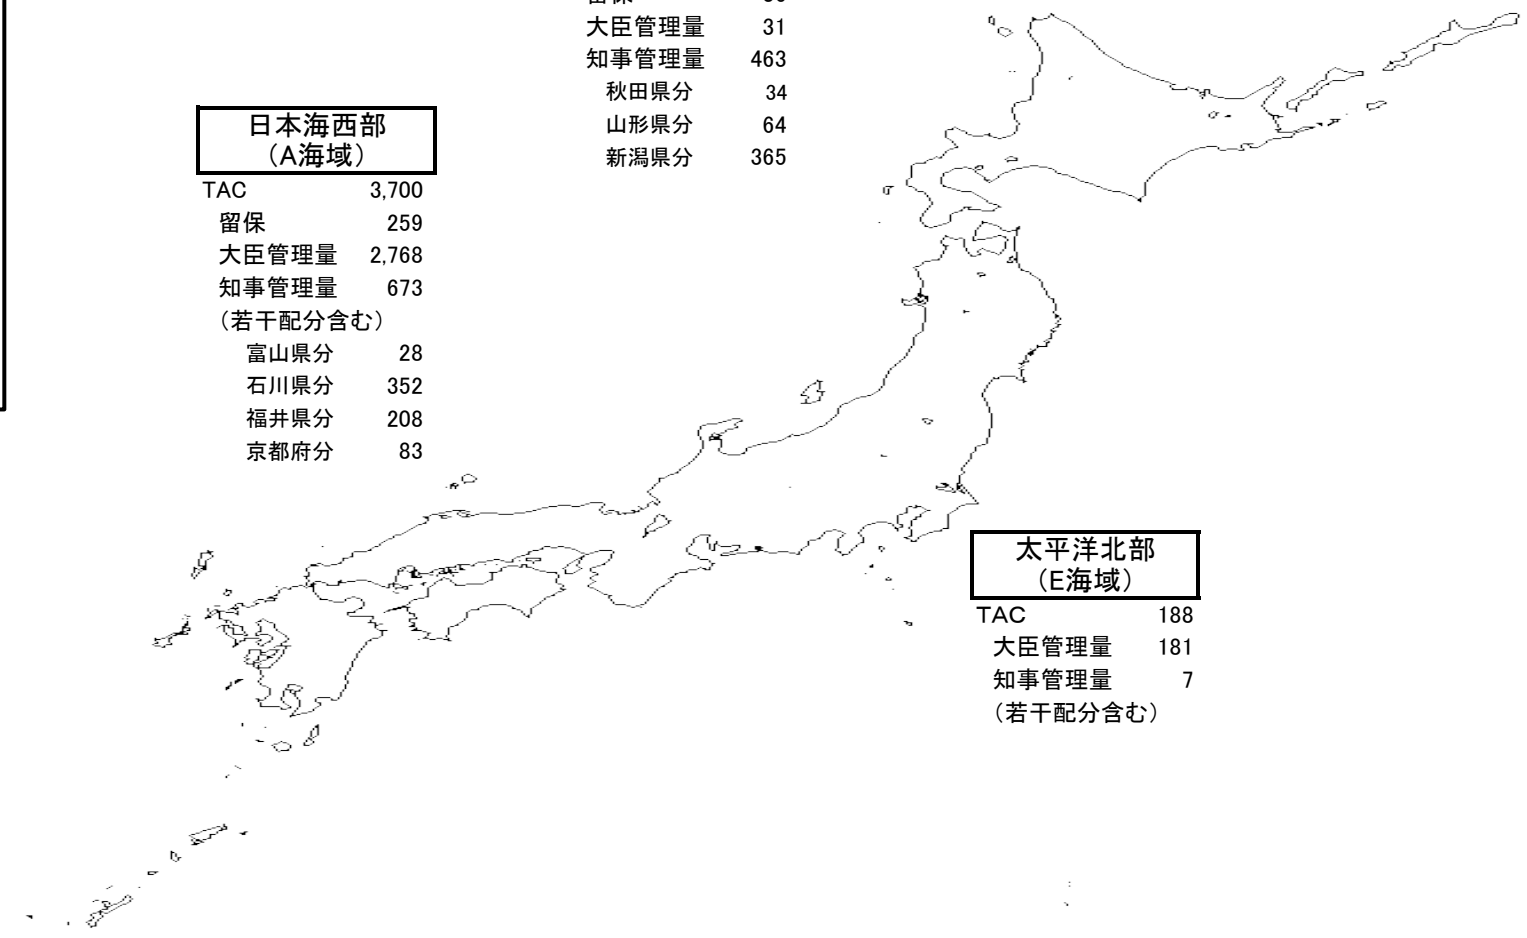 大臣管理量 31
知事管理量 463
秋田県分 34
山形県分 64
新潟県分 365
日本海西部
（A海域）
TAC 3,700
留保 259
大臣管理量 2,768
知事管理量 673
（若干配分含む）
富山県分 28
石川県分 352
福井県分 208
京都府分 83
太平洋北部
（E海域）
TAC 188
大臣管理量 181
知事管理量 7
（若干配分含む）